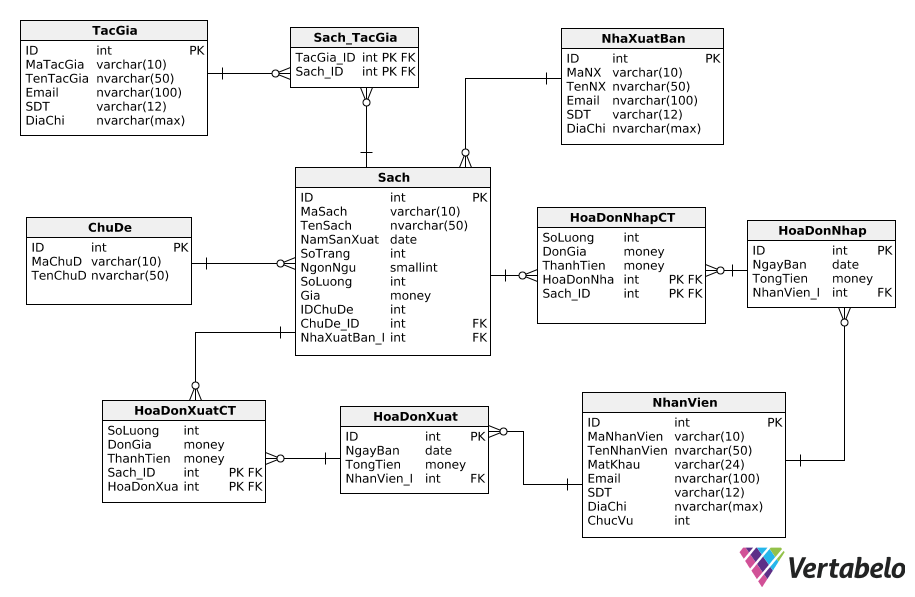 TacGia
ID int PK
MaTacGia varchar(10)
TenTacGia nvarchar(50)
Email nvarchar(100)
SDT varchar(12)
DiaChi nvarchar(max)
Sach_TacGia
TacGia_ID int PK FK
Sach_ID int PK FK
NhaXuatBan
ID int PK
MaNX varchar(10)
TenNX nvarchar(50)
Email nvarchar(100)
SDT varchar(12)
DiaChi nvarchar(max)
Sach
ID int PK
MaSach varchar(10)
TenSach nvarchar(50)
NamSanXuat date
SoTrang int
NgonNgu smallint
SoLuong int
Gia money
IDChuDe int
ChuDe_ID int FK
NhaXuatBan_I int FK
ChuDe
ID int PK
MaChuD varchar(10)
TenChuD nvarchar(50)
HoaDonNhapCT
SoLuong int
DonGia money
ThanhTien money
HoaDonNha int PK FK
Sach_ID int PK FK
HoaDonNhap
ID int PK
NgayBan date
TongTien money
NhanVien_I int FK
HoaDonXuatCT
SoLuong int
DonGia money
ThanhTien money
Sach_ID int PK FK
HoaDonXua int PK FK
HoaDonXuat
ID int PK
NgayBan date
TongTien money
NhanVien_I int FK
NhanVien
ID int PK
MaNhanVien varchar(10)
TenNhanVien nvarchar(50)
MatKhau varchar(24)
Email nvarchar(100)
SDT varchar(12)
DiaChi nvarchar(max)
ChucVu int
Vertabelo